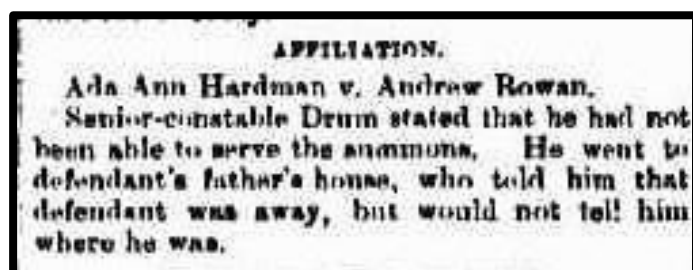 AFFILIATION.
Ada Ann Hardman v. Andrew Rowan.
Senior-constable Drum stated that he had not
been able to serve the summons. He went to
defendant's father's house, who told him that
defendant was away, but would not tell him
where he was.